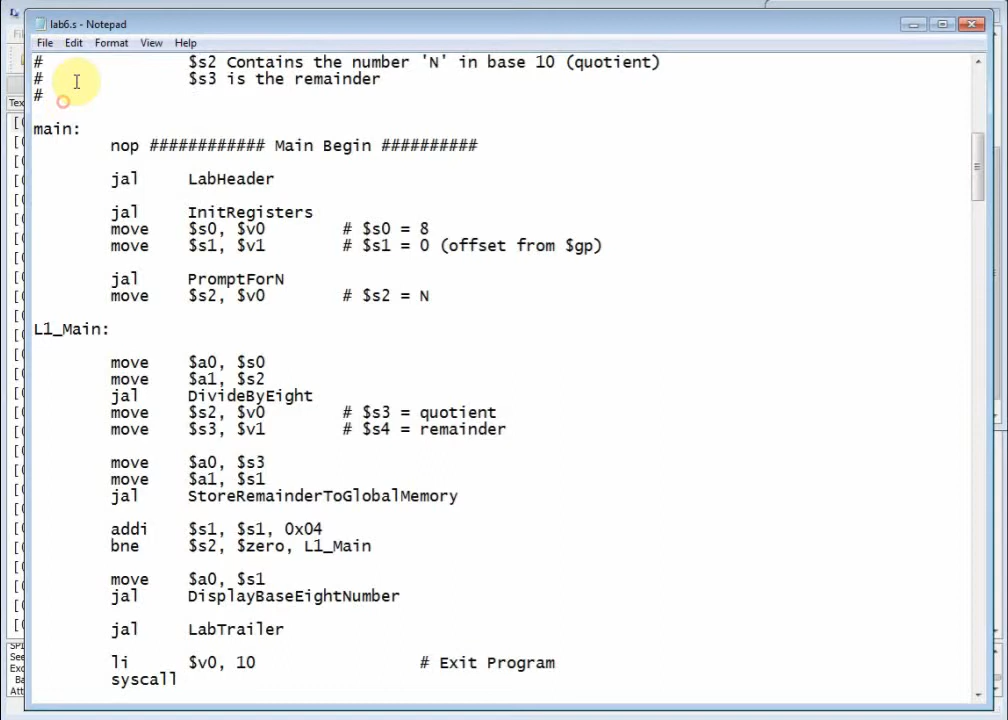 lab6.s - Notepad
File Edit Format View Help
# $s2 Contains the number 'N' in base 10 (quotient)
# $s3 is the remainder
#
main:
nop ############ Main Begin ##########
jal LabHeader
jal InitRegisters
move $s0, $v0 # $s0 = 8
move $s1, $v1 # $s1 = 0 (offset from $gp)
jal PromptForN
move $s2, $v0 # $s2 = N
L1_Main:
move $a0, $s0
move $a1, $s2
jal DivideByEight
move $s2, $v0 # $s3 = quotient
move $s3, $v1 # $s4 = remainder
move $a0, $s3
move $a1, $s1
jal StoreRemainderToGlobalMemory
addi $s1, $s1, 0x04
bne $s2, $zero, L1_Main
move $a0, $s1
jal DisplayBaseEightNumber
jal LabTrailer
li $v0, 10 # Exit Program
syscall